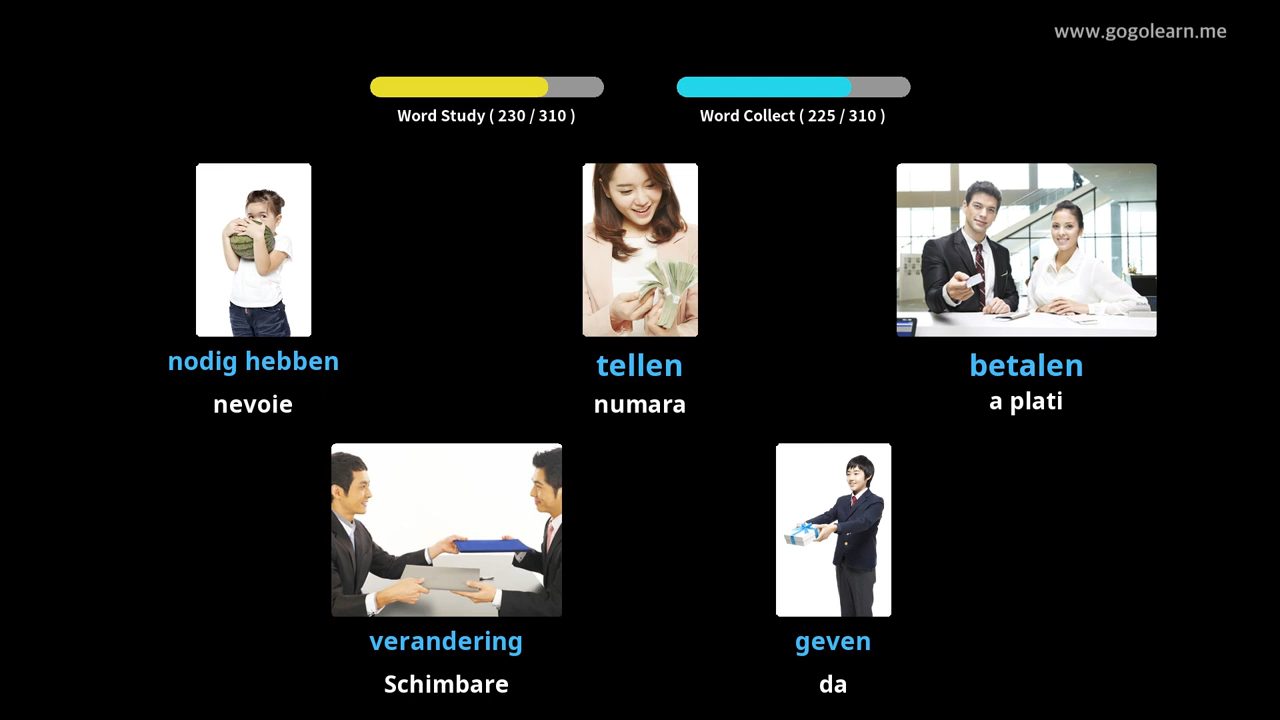 www.gogolearn.me
Word Study ( 230 / 310 )
Word Collect ( 225 / 310 )
nodig hebben
nevoie
tellen
numara
betalen
a plati
verandering
Schimbare
geven
da